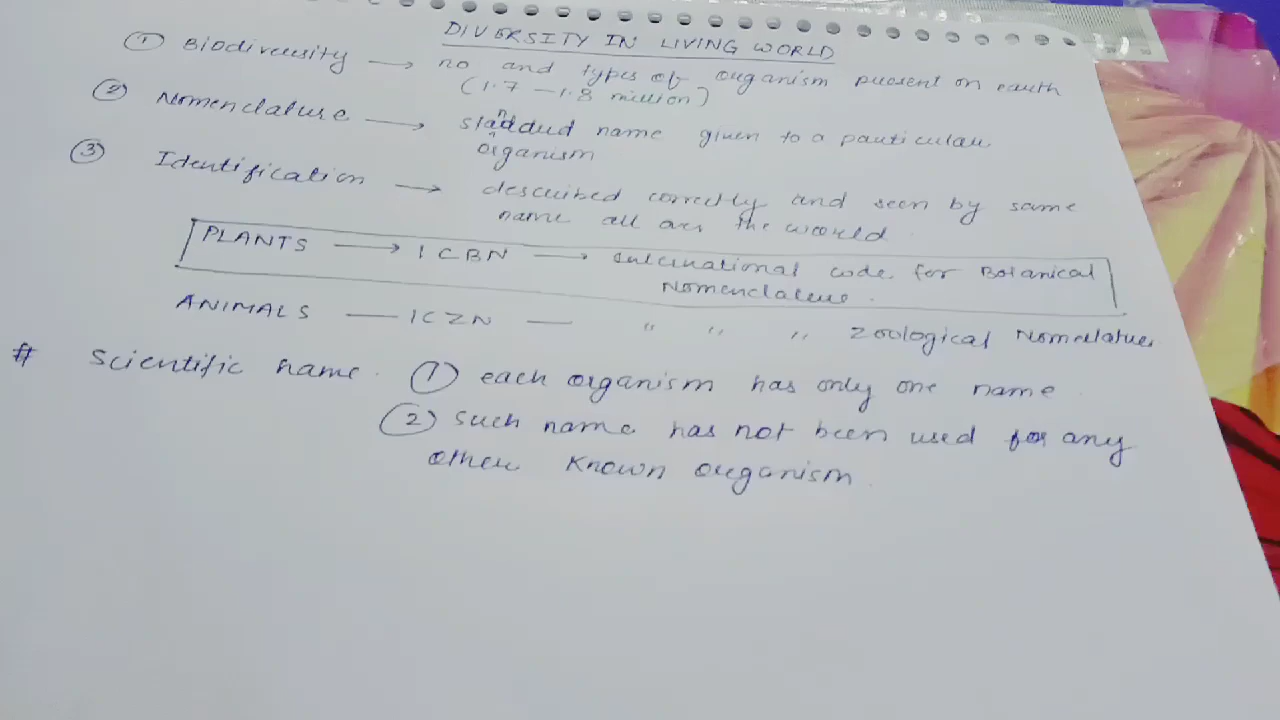 DIVERSITY IN LIVING WORLD
① Biodiversity → no and types of organism present on earth
(1.7 – 1.8 million)
② Nomenclature → standdud name given to a particular
organism
③ Identification → described correctly and seen by same
name all over the world.
PLANTS → ICBN → International code for Botanical
Nomenclature.
ANIMALS — ICZN — " " " Zoological Nomenclature
# Scientific name. ① each organism has only one name.
② such name has not been used for any
other known organism.